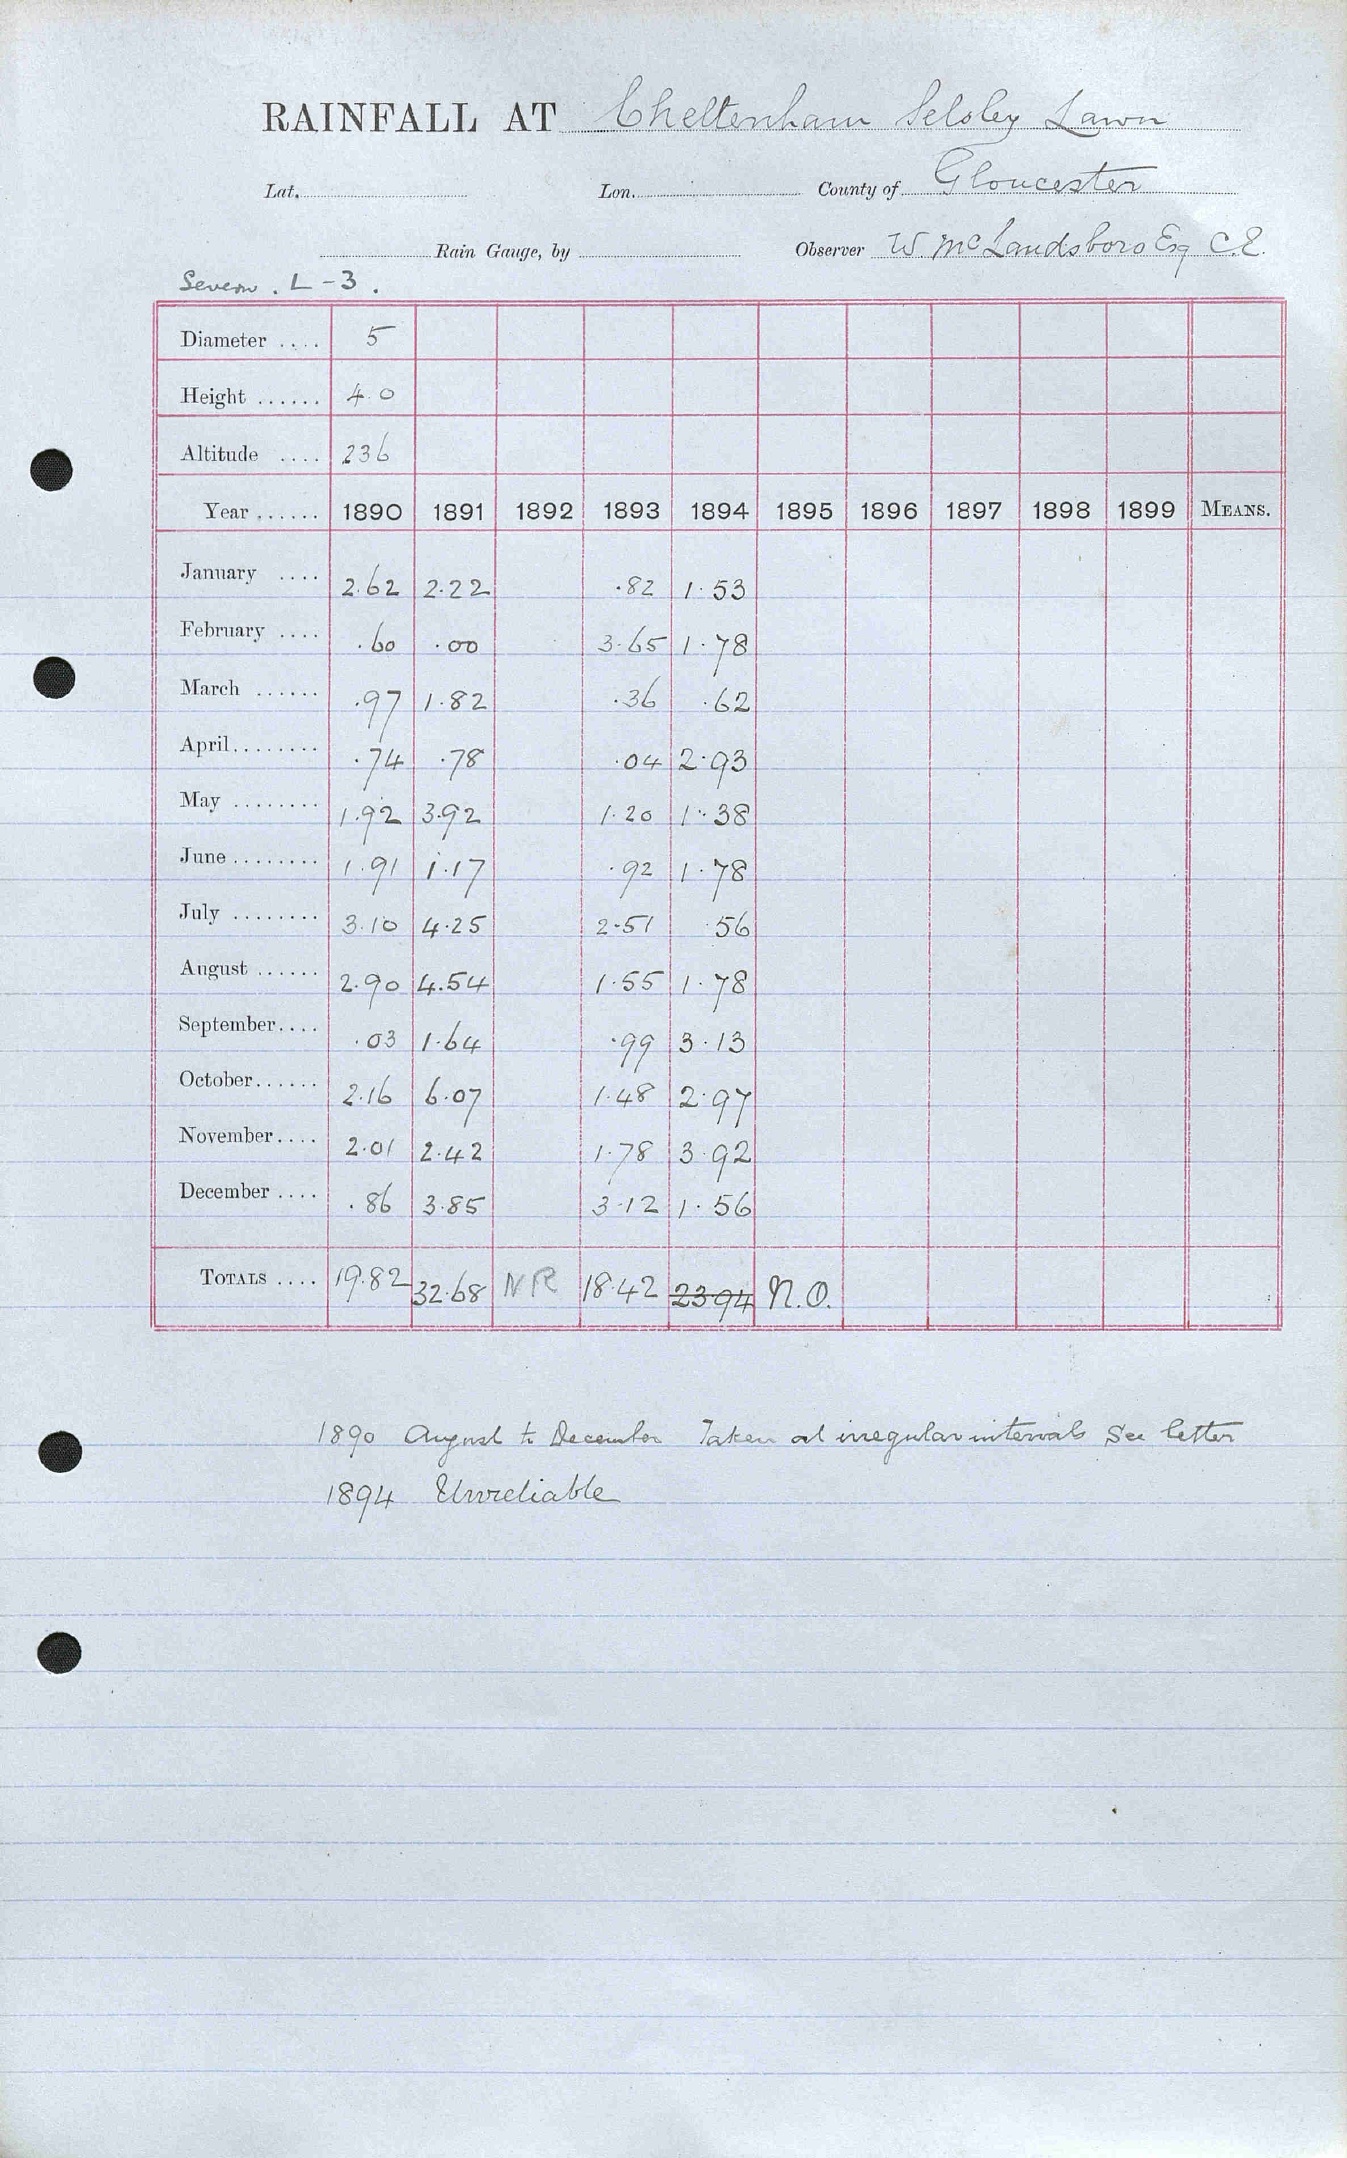 RAINFALL AT Cheltenham Selsley Lawn
Lat. Lon. County of Gloucester
Rain Gauge, by Observer W. McLandsboro Esq C.E.
Severn . L - 3 .
Diameter .... 5
Height ...... 4 0
Altitude .... 236
Year ...... 1890 1891 1892 1893 1894 1895 1896 1897 1898 1899 MEANS.
January .... 2.62 2.22 .82 1.53
February .... .60 .00 3.65 1.78
March ...... .97 1.82 .36 .62
April........ .74 .78 .04 2.93
May ........ 1.92 3.92 1.20 1.38
June ........ 1.91 1.17 .92 1.78
July ........ 3.10 4.25 2.51 56
August ...... 2.90 4.54 1.55 1.78
September.... .03 1.64 .99 3.13
October...... 2.16 6.07 1.48 2.97
November.... 2.01 2.42 1.78 3.92
December .... .86 3.85 3.12 1.56
TOTALS .... 19.82 32.68 NR 18.42 23 94 N.O.
1890 August to December Taken at irregular intervals See letter
1894 Unreliable